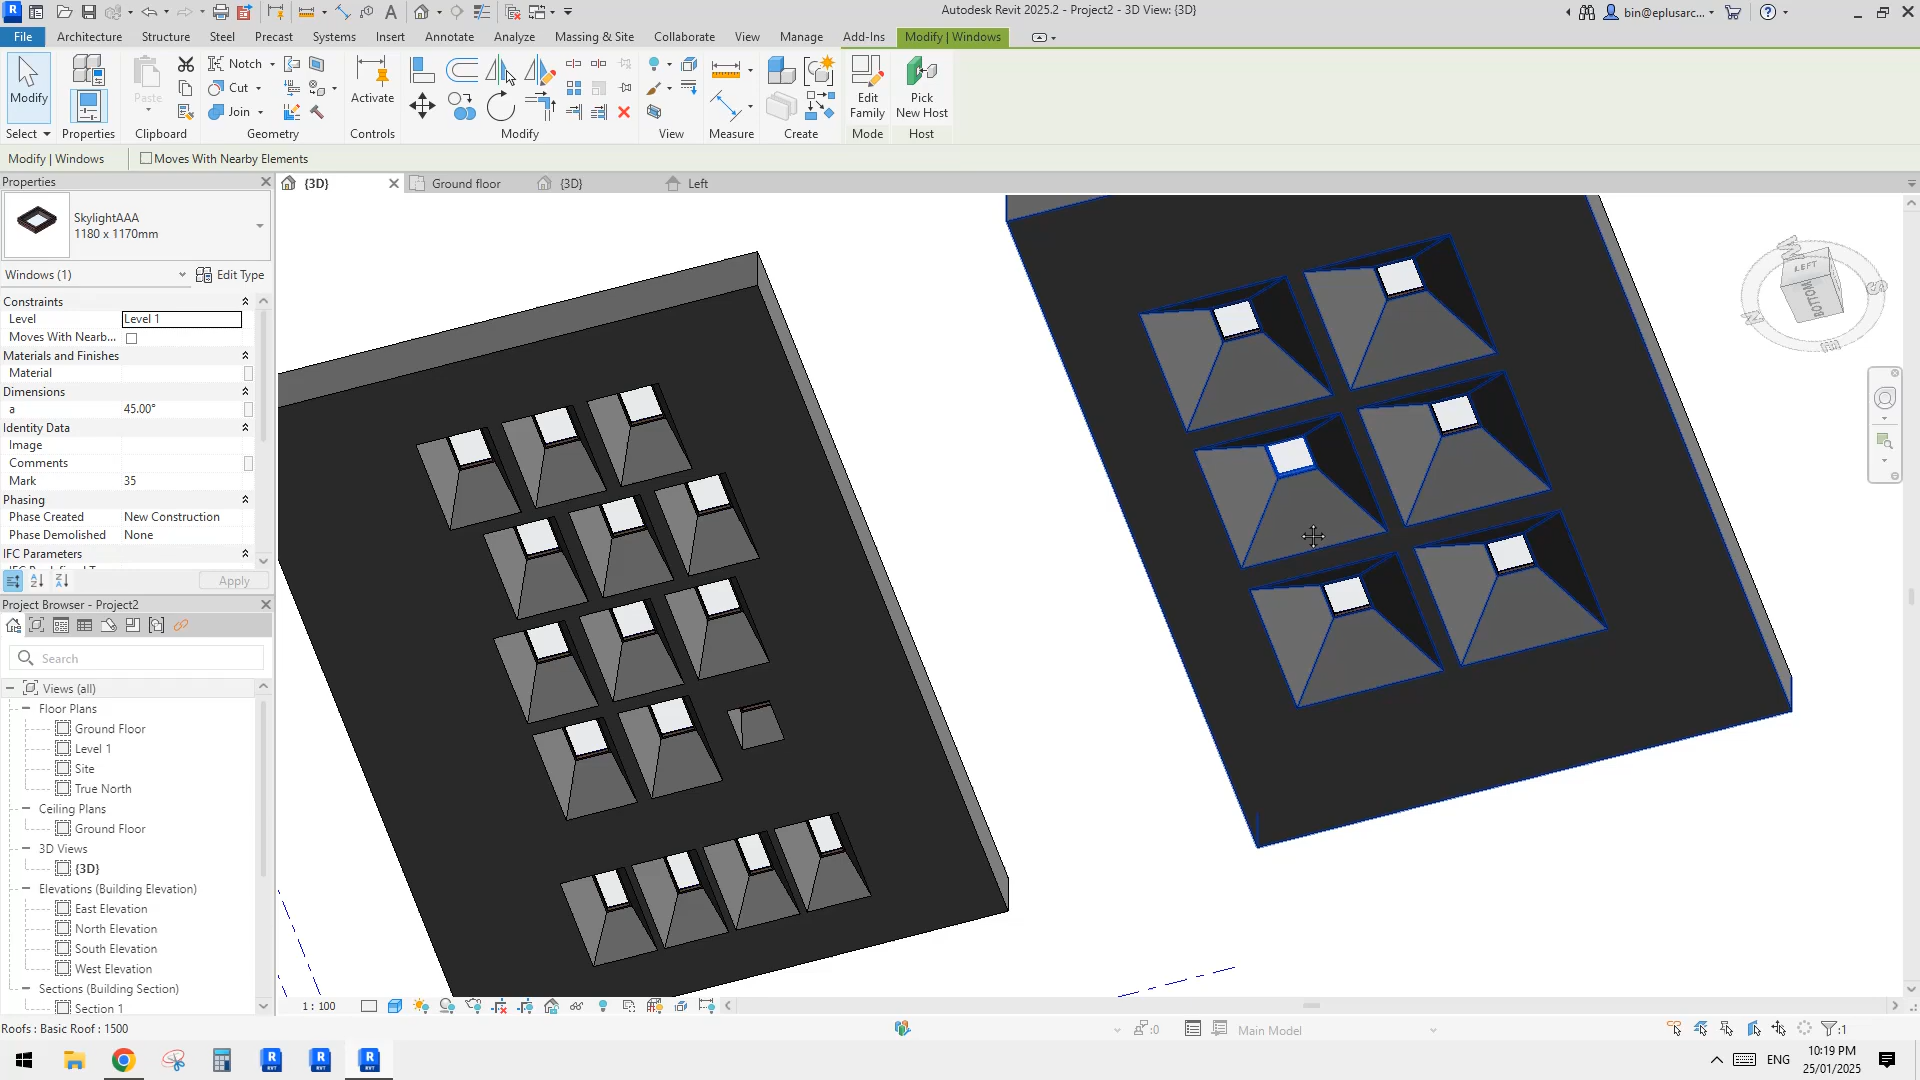 Autodesk Revit 2025.2 - Project2 - 3D View: {3D}
bin@eplusarc...
File
Architecture
Structure
Steel
Precast
Systems
Insert
Annotate
Analyze
Massing & Site
Collaborate
View
Manage
Add-Ins
Modify | Windows
Modify
Select
Properties
Paste
Clipboard
Notch
Cut
Join
Geometry
Activate
Controls
Modify
View
Measure
Create
Edit
Family
Mode
Pick
New Host
Host
Modify | Windows
Moves With Nearby Elements
Properties
{3D}
Ground floor
{3D}
Left
SkylightAAA
1180 x 1170mm
Windows (1)
Edit Type
Constraints
Level
Level 1
Moves With Nearb...
Materials and Finishes
Material
Dimensions
a
45.00°
Identity Data
Image
Comments
Mark
35
Phasing
Phase Created
New Construction
Phase Demolished
None
IFC Parameters
Apply
Project Browser - Project2
Search
Views (all)
Floor Plans
Ground Floor
Level 1
Site
True North
Ceiling Plans
Ground Floor
3D Views
{3D}
Elevations (Building Elevation)
East Elevation
North Elevation
South Elevation
West Elevation
Sections (Building Section)
Section 1
LEFT
BOTTOM
W
S
1 : 100
Roofs : Basic Roof : 1500
:0
Main Model
:1
ENG
10:19 PM
25/01/2025